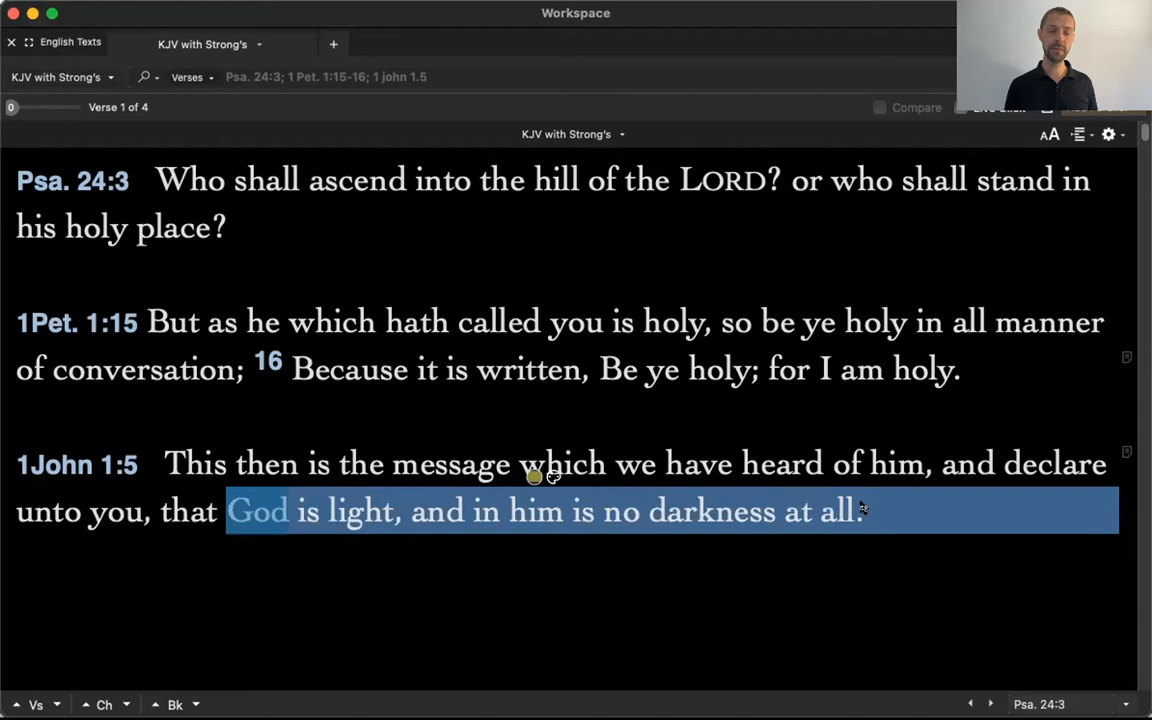 Workspace
English Texts
KJV with Strong's
+
KJV with Strong's
Verses
Psa. 24:3; 1 Pet. 1:15-16; 1 john 1.5
0
Verse 1 of 4
Compare
KJV with Strong's
AA
Psa. 24:3 Who shall ascend into the hill of the LORD? or who shall stand in
his holy place?
1Pet. 1:15 But as he which hath called you is holy, so be ye holy in all manner
of conversation; 16 Because it is written, Be ye holy; for I am holy.
1John 1:5 This then is the message which we have heard of him, and declare
unto you, that God is light, and in him is no darkness at all.
Vs
Ch
Bk
Psa. 24:3